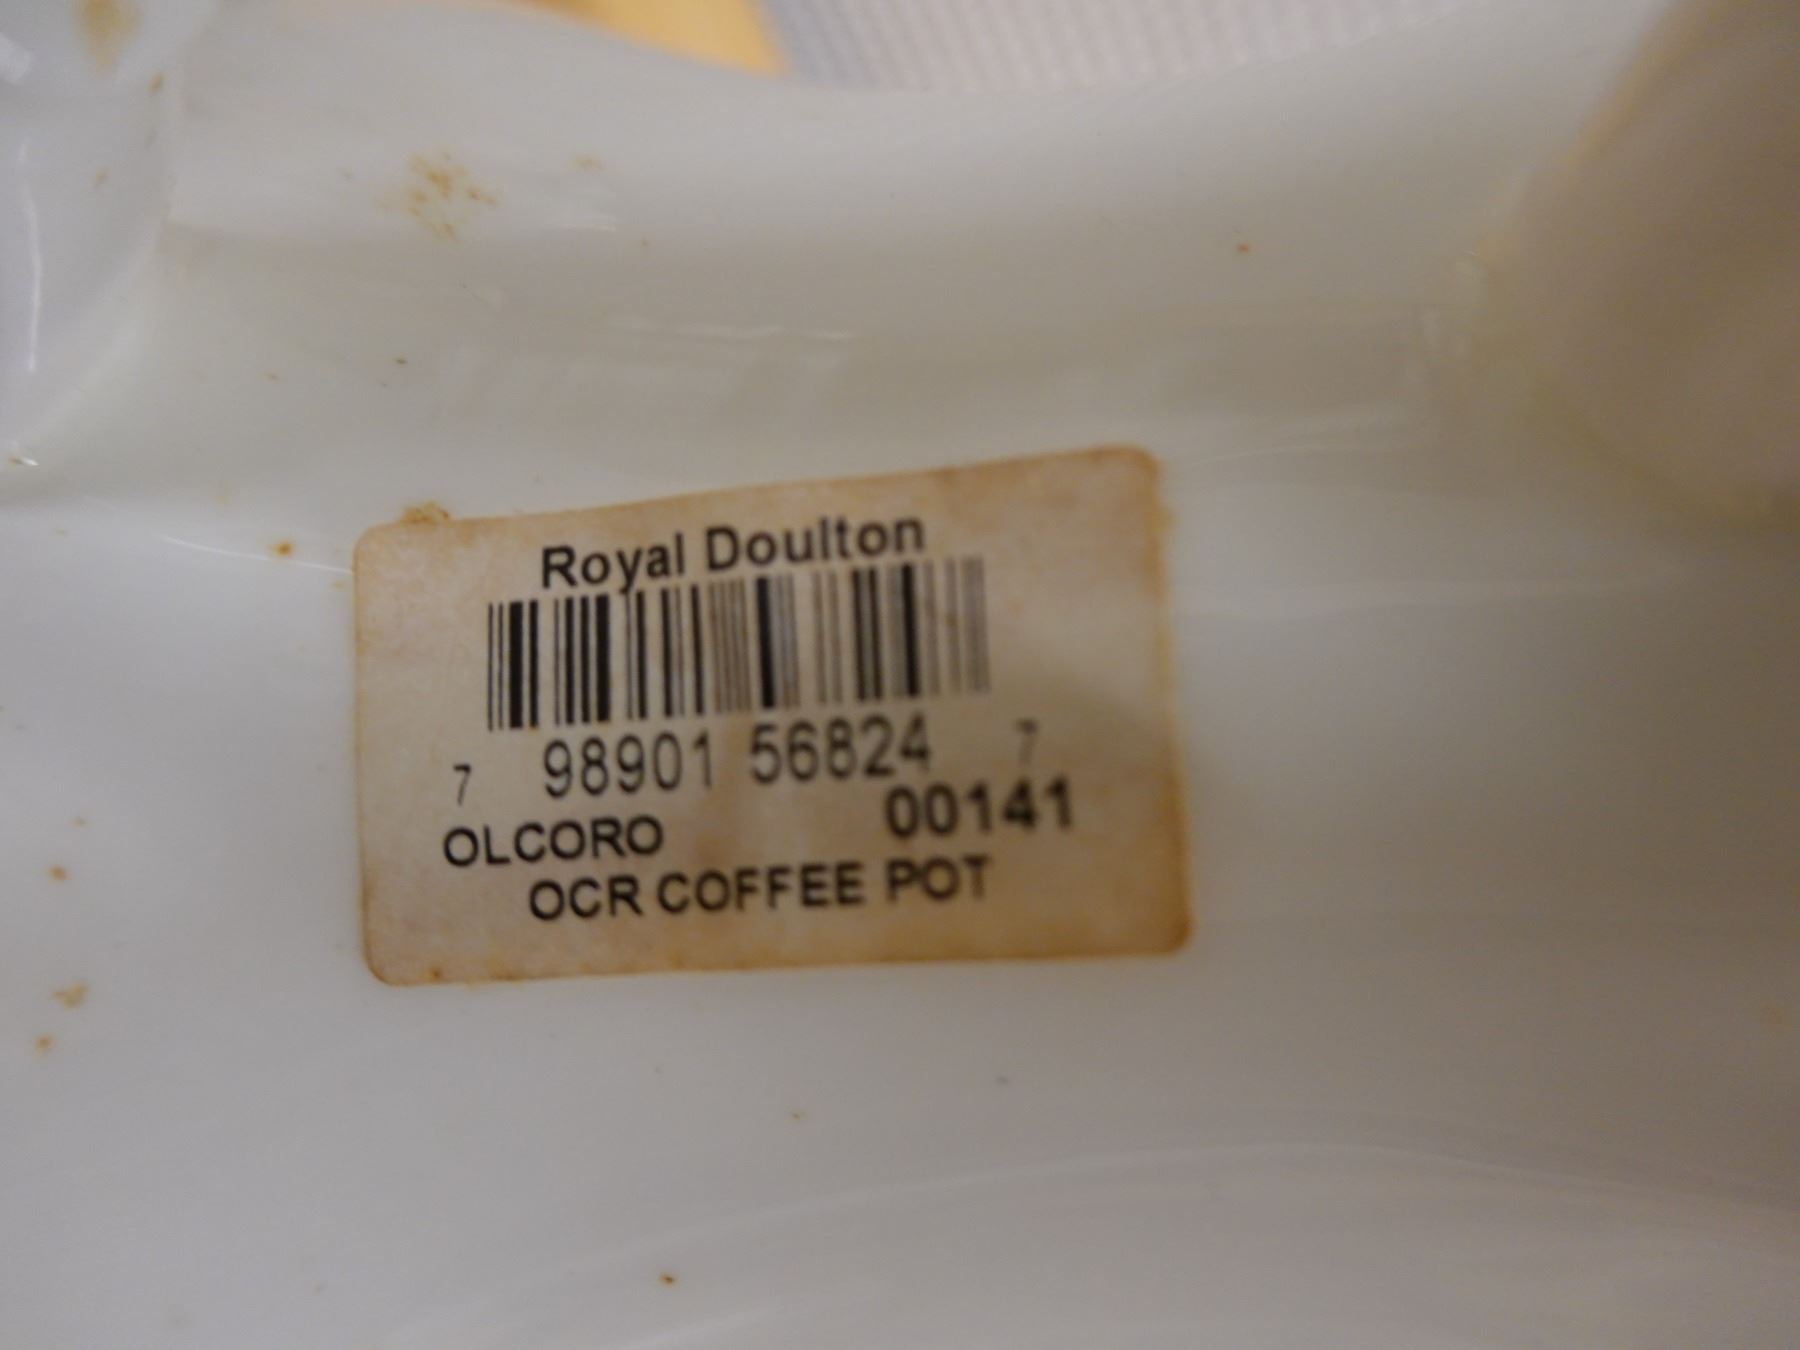 Royal Doulton
7 98901 56824 7
OLCORO 00141
OCR COFFEE POT